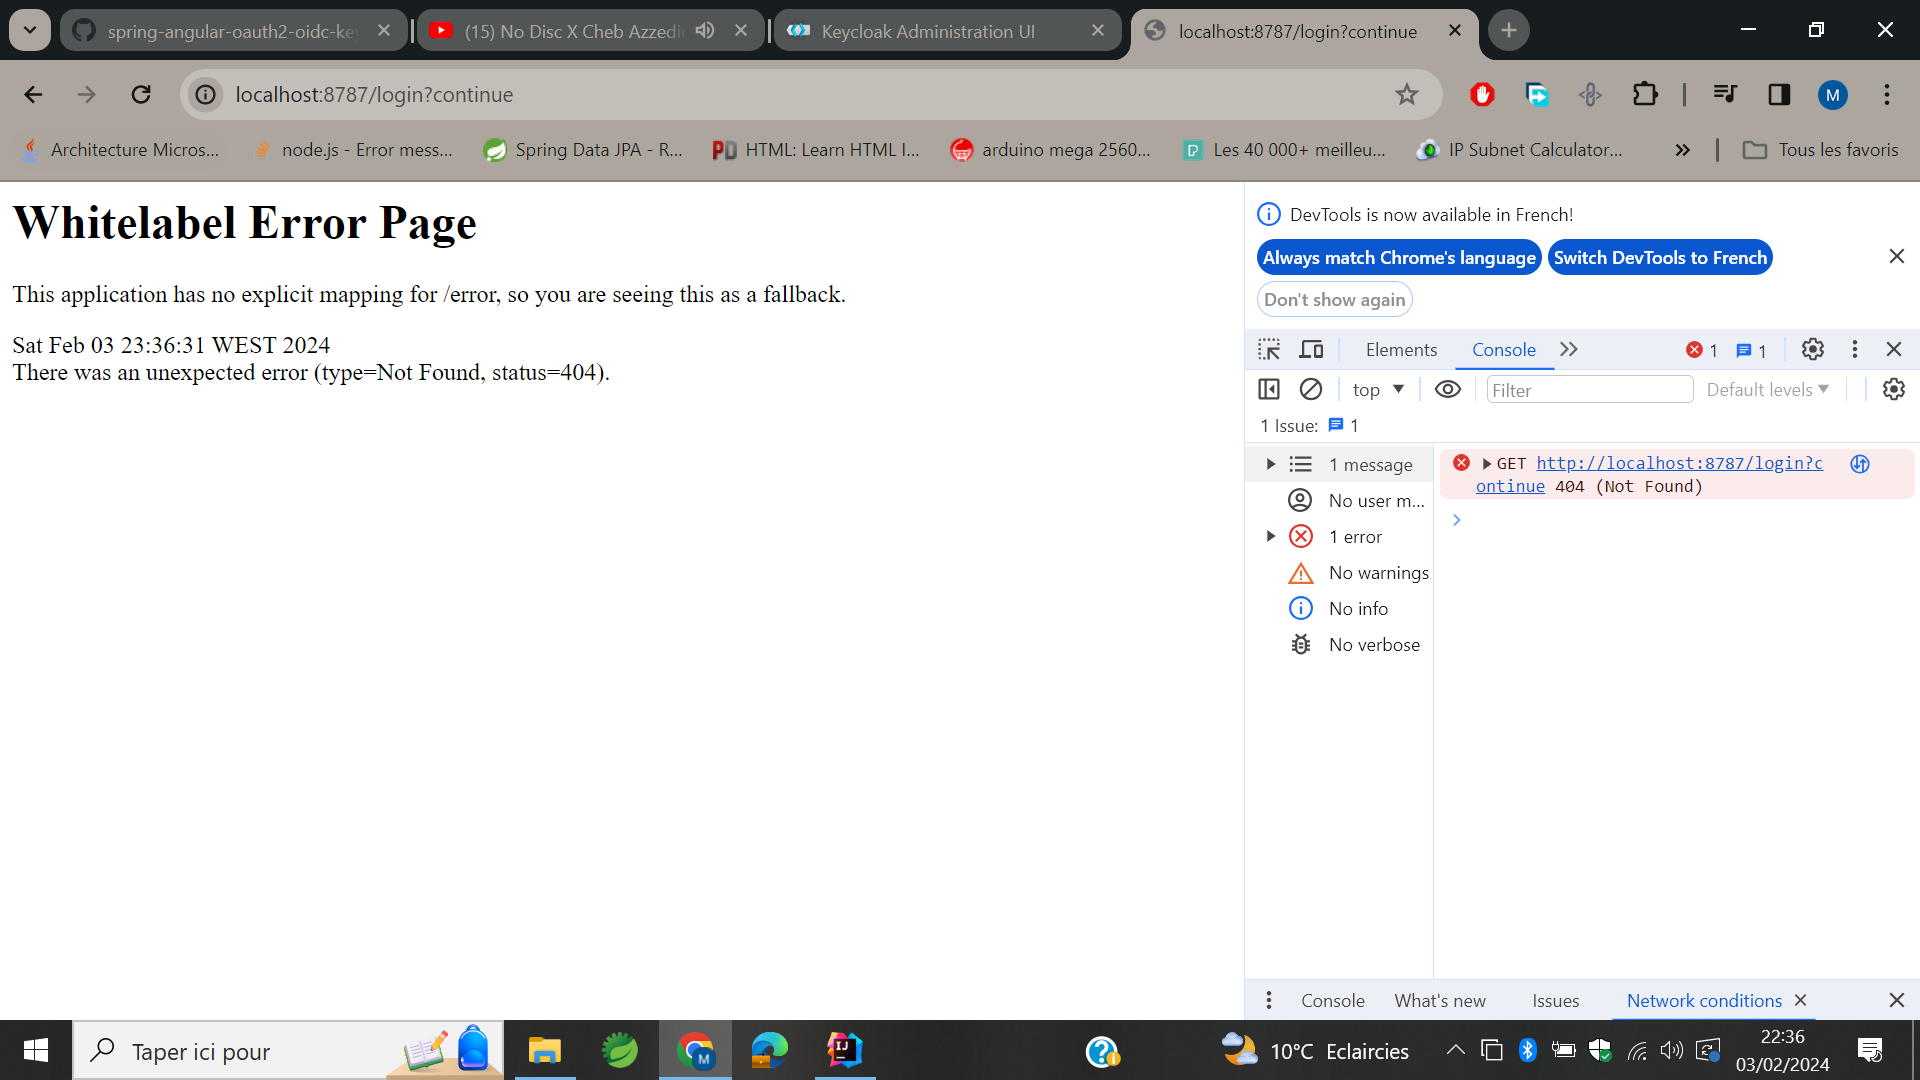 spring-angular-oauth2-oidc-ke
(15) No Disc X Cheb Azzedi
Keycloak Administration UI
localhost:8787/login?continue
localhost:8787/login?continue
M
Architecture Micros...
node.js - Error mess...
Spring Data JPA - R...
HTML: Learn HTML I...
arduino mega 2560...
Les 40 000+ meilleu...
IP Subnet Calculator...
Tous les favoris
Whitelabel Error Page
This application has no explicit mapping for /error, so you are seeing this as a fallback.
Sat Feb 03 23:36:31 WEST 2024
There was an unexpected error (type=Not Found, status=404).
DevTools is now available in French!
Always match Chrome's language
Switch DevTools to French
Don't show again
Elements
Console
1
1
top
Filter
Default levels
1 Issue:
1
1 message
No user m...
1 error
No warnings
No info
No verbose
GET http://localhost:8787/login?c
ontinue 404 (Not Found)
Console
What's new
Issues
Network conditions
Taper ici pour
10°C Eclaircies
22:36
03/02/2024